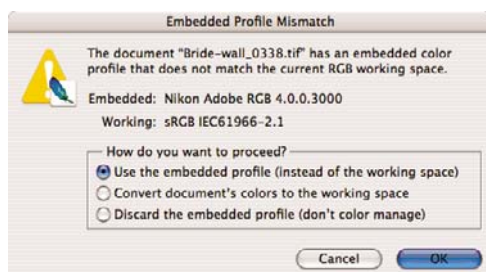 Embedded Profile Mismatch
The document "Bride-wall_0338.tif" has an embedded color
profile that does not match the current RGB working space.
Embedded: Nikon Adobe RGB 4.0.0.3000
Working: sRGB IEC61966-2.1
How do you want to proceed?
Use the embedded profile (instead of the working space)
Convert document's colors to the working space
Discard the embedded profile (don't color manage)
Cancel OK